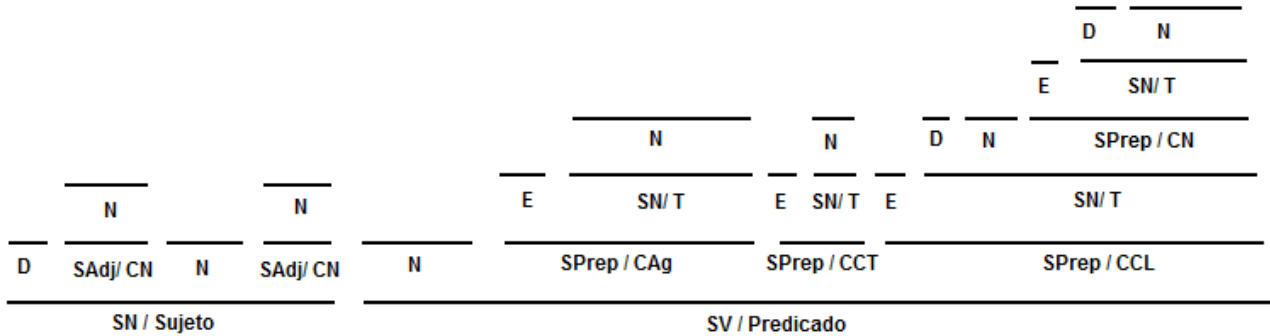 D N
E SN/ T
N N D N SPrep / CN
N N E SN/ T E SN/ T E SN/ T
D SAdj/ CN N SAdj/ CN N SPrep / CAg SPrep / CCT SPrep / CCL
SN / Sujeto SV / Predicado